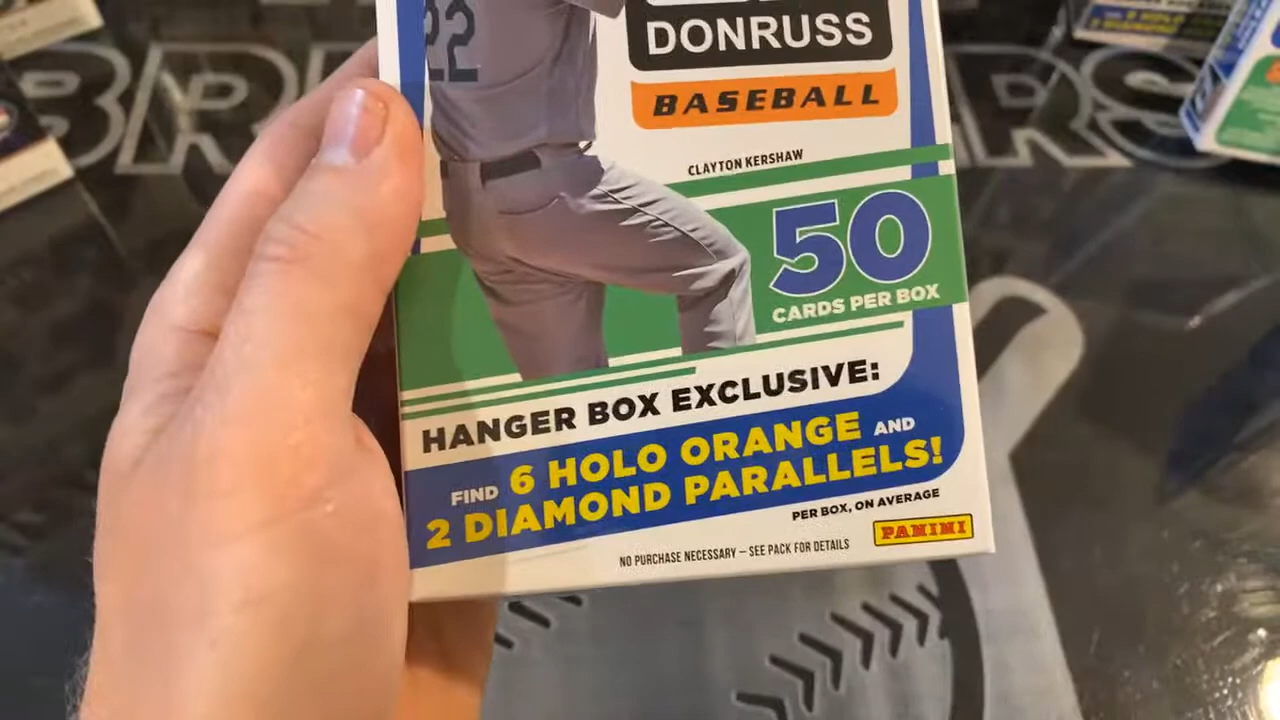 22
DONRUSS
BASEBALL
CLAYTON KERSHAW
50
CARDS PER BOX
HANGER BOX EXCLUSIVE:
FIND 6 HOLO ORANGE AND
2 DIAMOND PARALLELS!
PER BOX, ON AVERAGE
PANINI
NO PURCHASE NECESSARY – SEE PACK FOR DETAILS